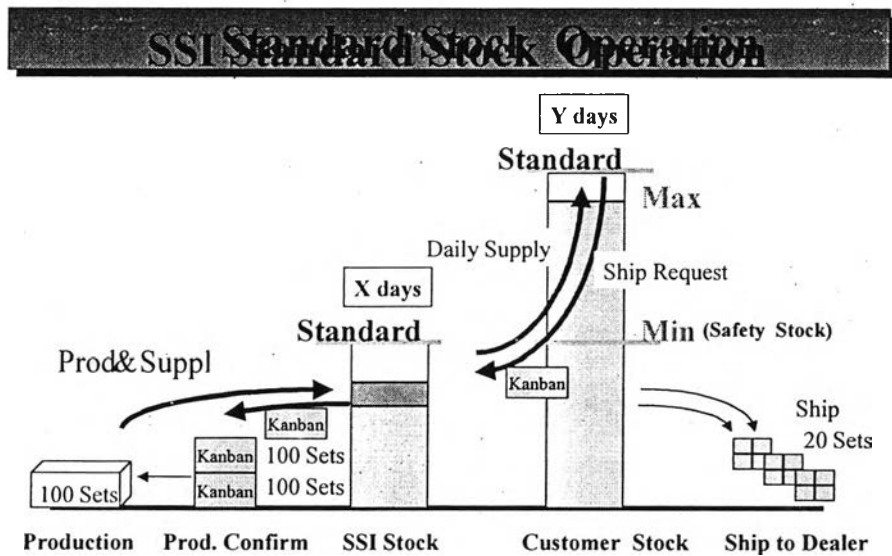 SSI Standard Stock Operation
Y days
Standard
Max
Daily Supply
Ship Request
X days
Standard
Min (Safety Stock)
Prod&Suppl
Kanban
Kanban
Ship
20 Sets
Kanban 100 Sets
Kanban 100 Sets
100 Sets
Production Prod. Confirm SSI Stock Customer Stock Ship to Dealer